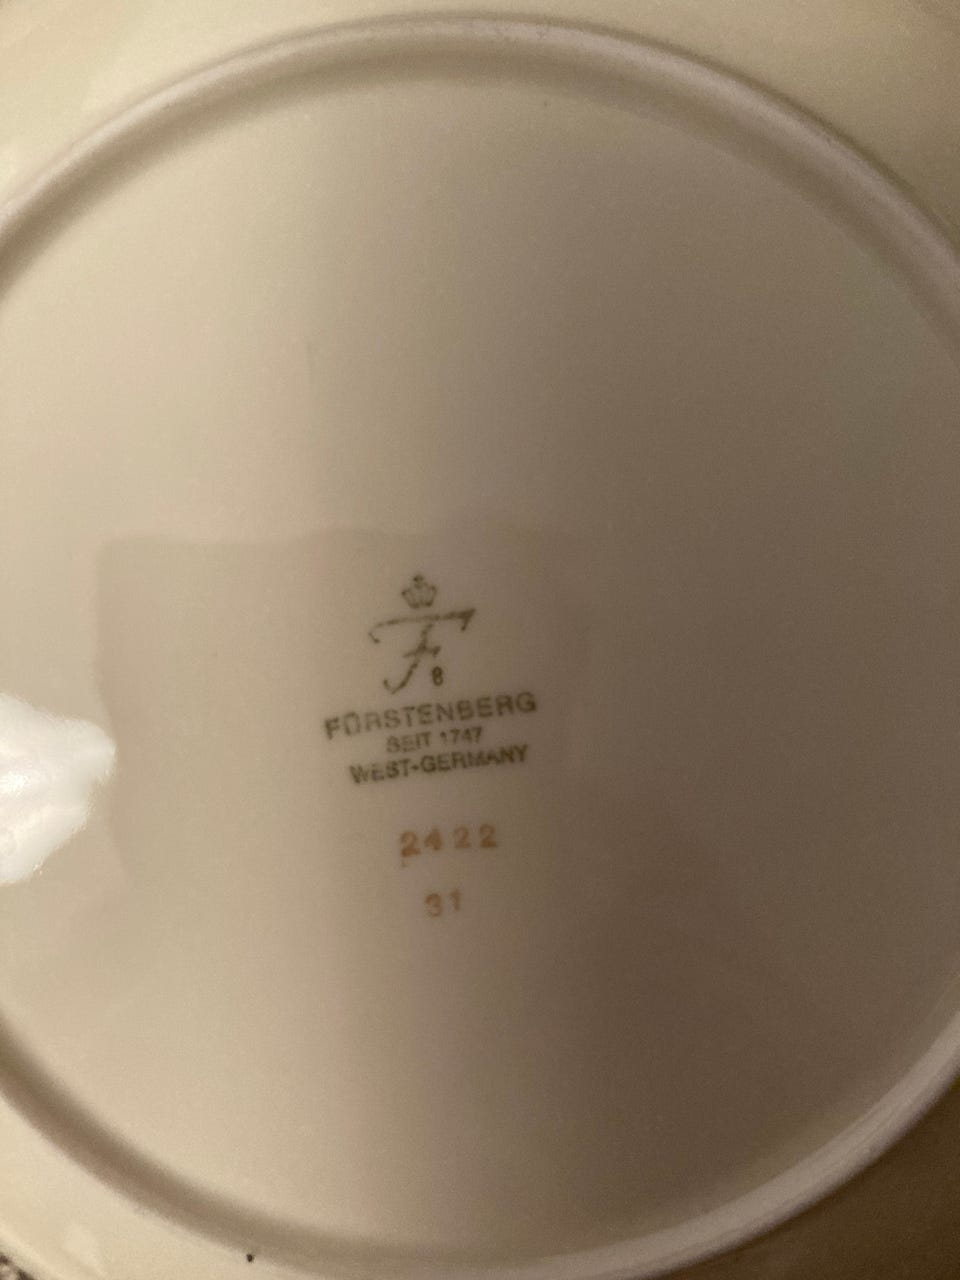 F
8
FÜRSTENBERG
SEIT 1747
WEST-GERMANY
2422
31